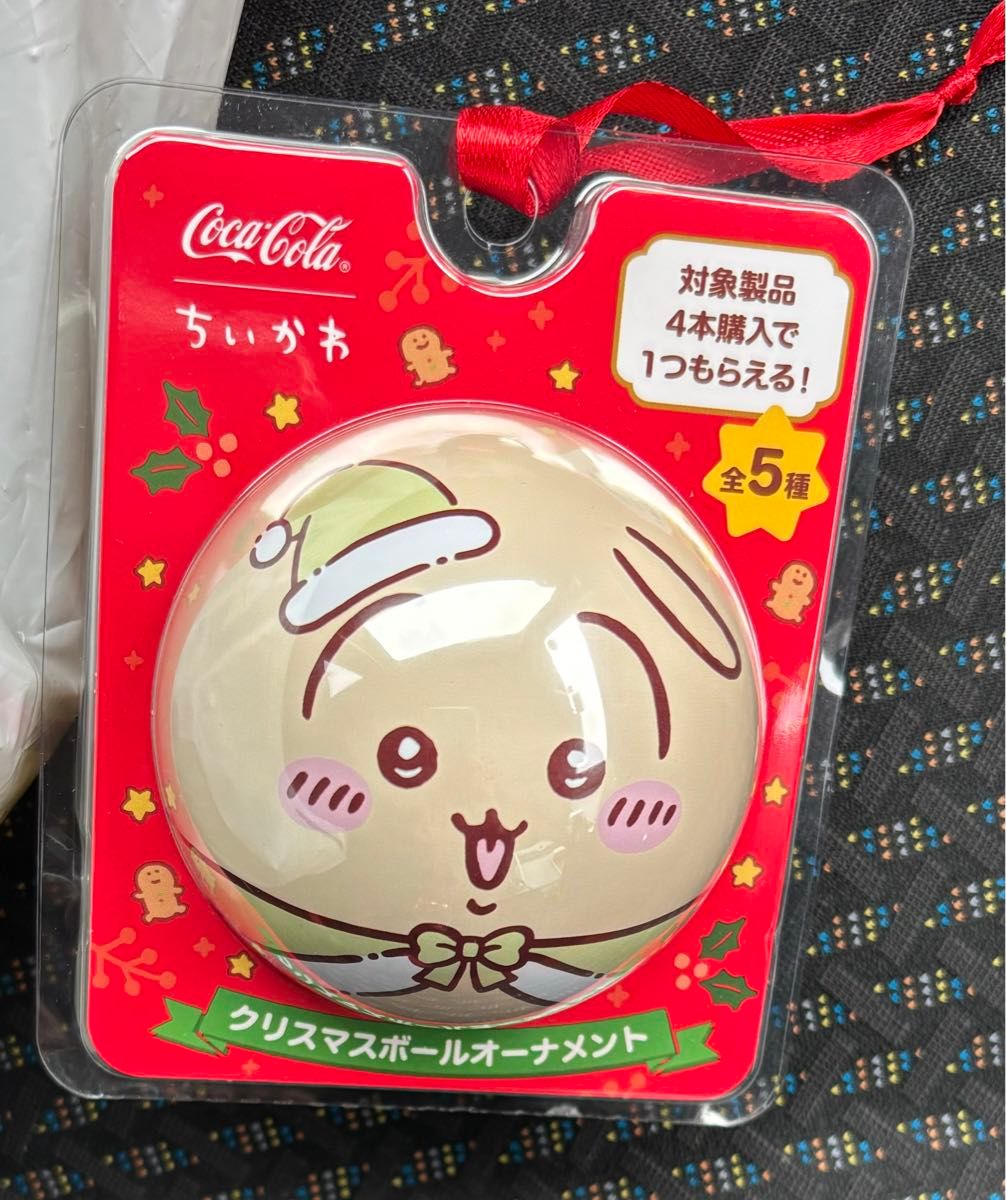 Coca-Cola®
ちいかわ
対象製品
4本購入で
1つもらえる!
全5種
クリスマスボールオーナメント